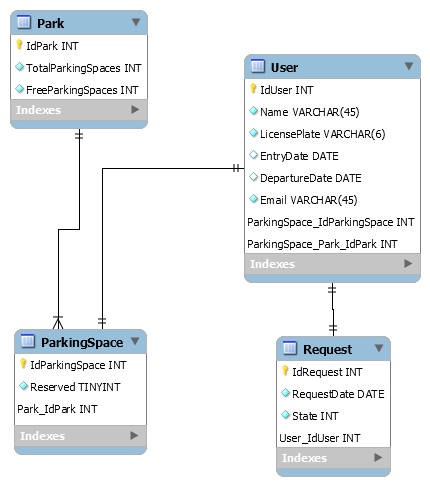 Park
IdPark INT
TotalParkingSpaces INT
FreeParkingSpaces INT
Indexes
User
IdUser INT
Name VARCHAR(45)
LicensePlate VARCHAR(6)
EntryDate DATE
DepartureDate DATE
Email VARCHAR(45)
ParkingSpace_IdParkingSpace INT
ParkingSpace_Park_IdPark INT
Indexes
ParkingSpace
IdParkingSpace INT
Reserved TINYINT
Park_IdPark INT
Indexes
Request
IdRequest INT
RequestDate DATE
State INT
User_IdUser INT
Indexes